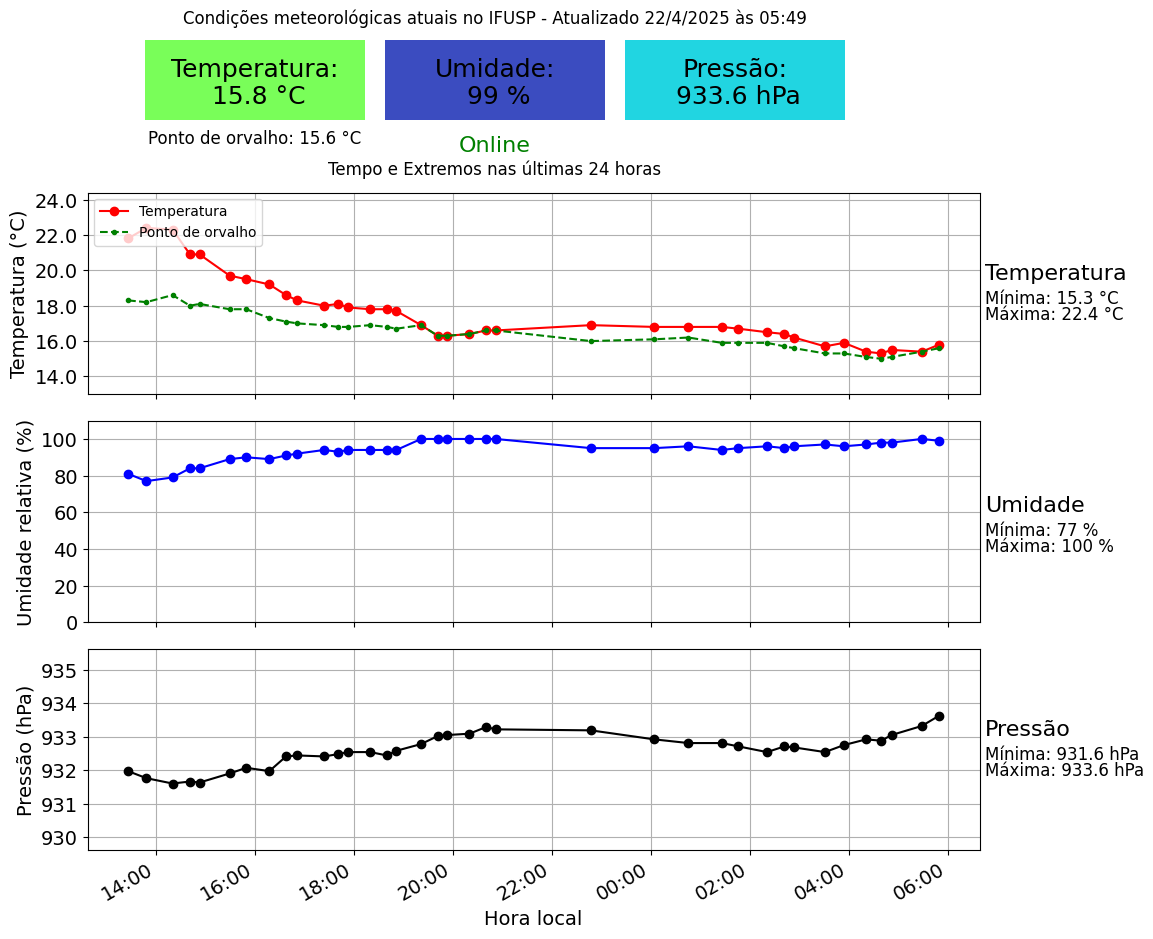 Condições meteorológicas atuais no IFUSP - Atualizado 22/4/2025 às 05:49
Temperatura:
15.8 °C
Umidade:
99 %
Pressão:
933.6 hPa
Ponto de orvalho: 15.6 °C
Online
Tempo e Extremos nas últimas 24 horas
Temperatura (°C)
24.0
22.0
20.0
18.0
16.0
14.0
Temperatura
Ponto de orvalho
Temperatura
Mínima: 15.3 °C
Máxima: 22.4 °C
Umidade relativa (%)
100
80
60
40
20
0
Umidade
Mínima: 77 %
Máxima: 100 %
Pressão (hPa)
935
934
933
932
931
930
Pressão
Mínima: 931.6 hPa
Máxima: 933.6 hPa
14:00 16:00 18:00 20:00 22:00 00:00 02:00 04:00 06:00
Hora local